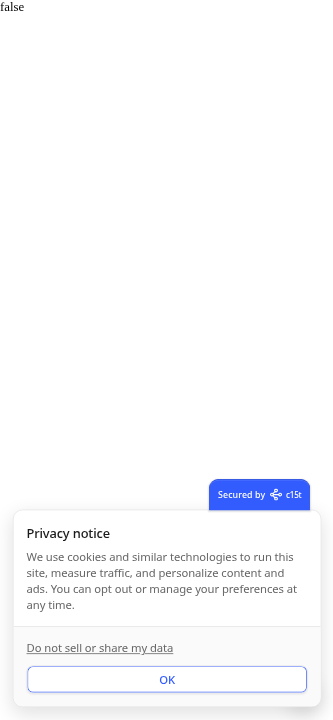 false
Secured by c15t
Privacy notice
We use cookies and similar technologies to run this
site, measure traffic, and personalize content and
ads. You can opt out or manage your preferences at
any time.
Do not sell or share my data
OK